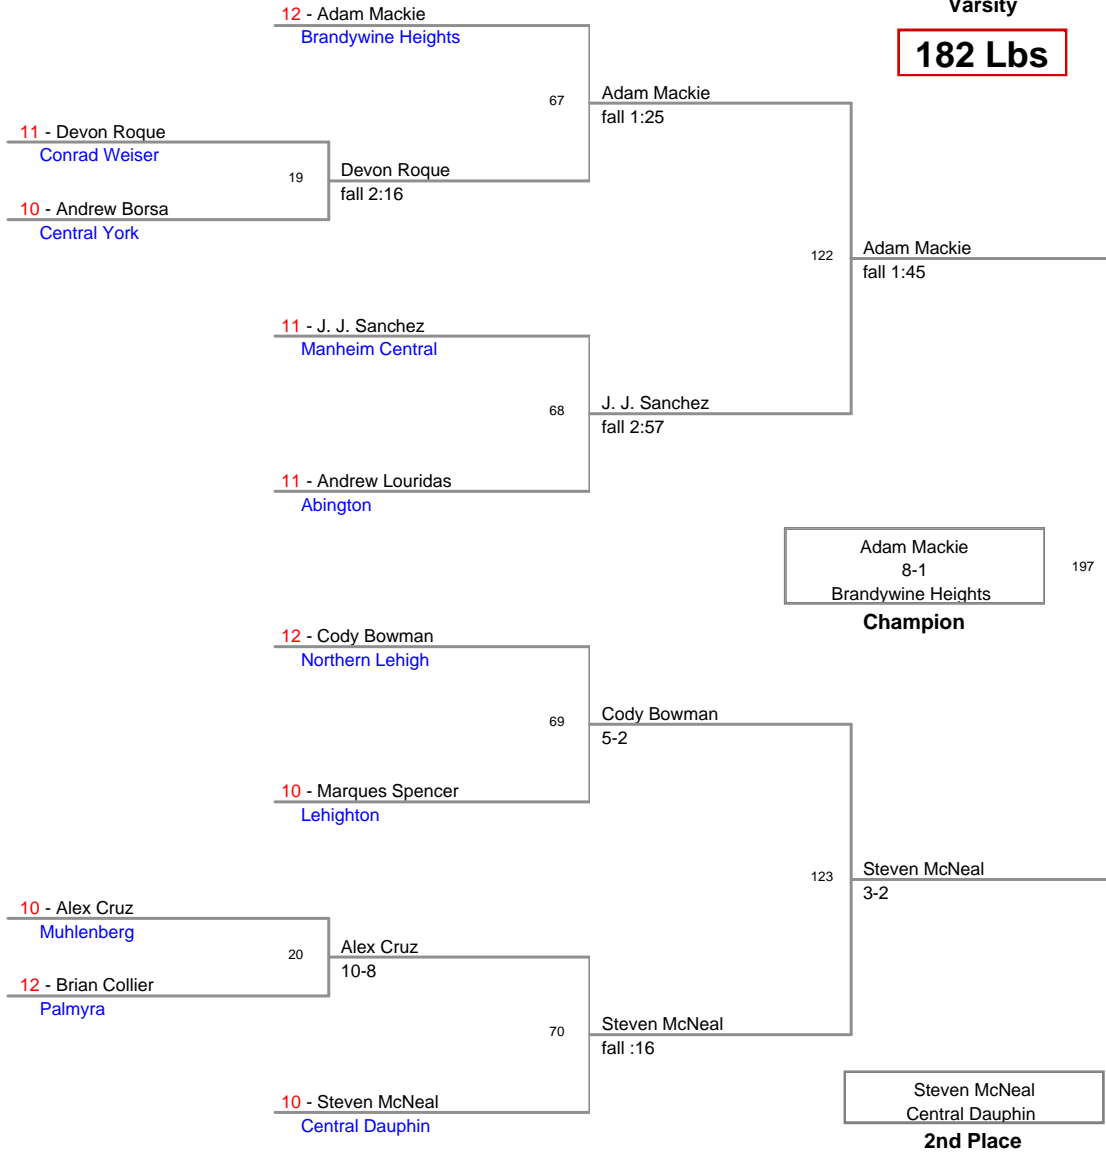 Varsity
182 Lbs
12 - Adam Mackie
Brandywine Heights
67
Adam Mackie
fall 1:25
11 - Devon Roque
Conrad Weiser
19
Devon Roque
fall 2:16
10 - Andrew Borsa
Central York
122
Adam Mackie
fall 1:45
11 - J. J. Sanchez
Manheim Central
68
J. J. Sanchez
fall 2:57
11 - Andrew Louridas
Abington
Adam Mackie
8-1
Brandywine Heights
197
Champion
12 - Cody Bowman
Northern Lehigh
69
Cody Bowman
5-2
10 - Marques Spencer
Lehighton
123
Steven McNeal
3-2
10 - Alex Cruz
Muhlenberg
20
Alex Cruz
10-8
12 - Brian Collier
Palmyra
70
Steven McNeal
fall :16
10 - Steven McNeal
Central Dauphin
Steven McNeal
Central Dauphin
2nd Place